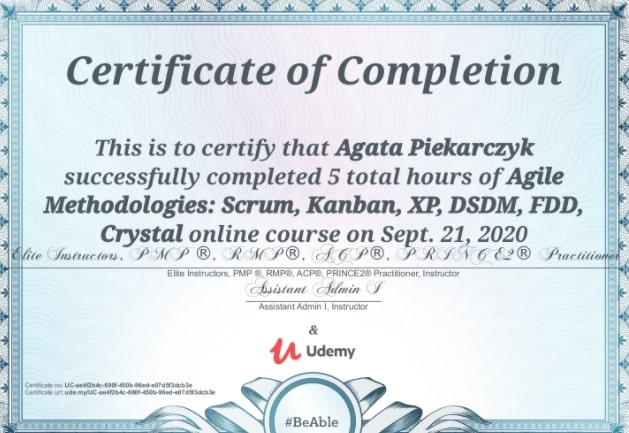 Certificate of Completion
This is to certify that Agata Piekarczyk
successfully completed 5 total hours of Agile
Methodologies: Scrum, Kanban, XP, DSDM, FDD,
Crystal online course on Sept. 21, 2020
Elite Instructors, PMP ®, RMP®, ACP®, PRINCE2® Practitioner
Elite Instructors, PMP ®, RMP®, ACP®, PRINCE2® Practitioner, Instructor
Assistant Admin I
Assistant Admin I, Instructor
&
Udemy
Certificate no: UC-ee4f2b4c-690f-450b-96ed-e07d5f3dcb3e
Certificate url: ude.my/UC-ee4f2b4c-690f-450b-96ed-e07d5f3dcb3e
#BeAble